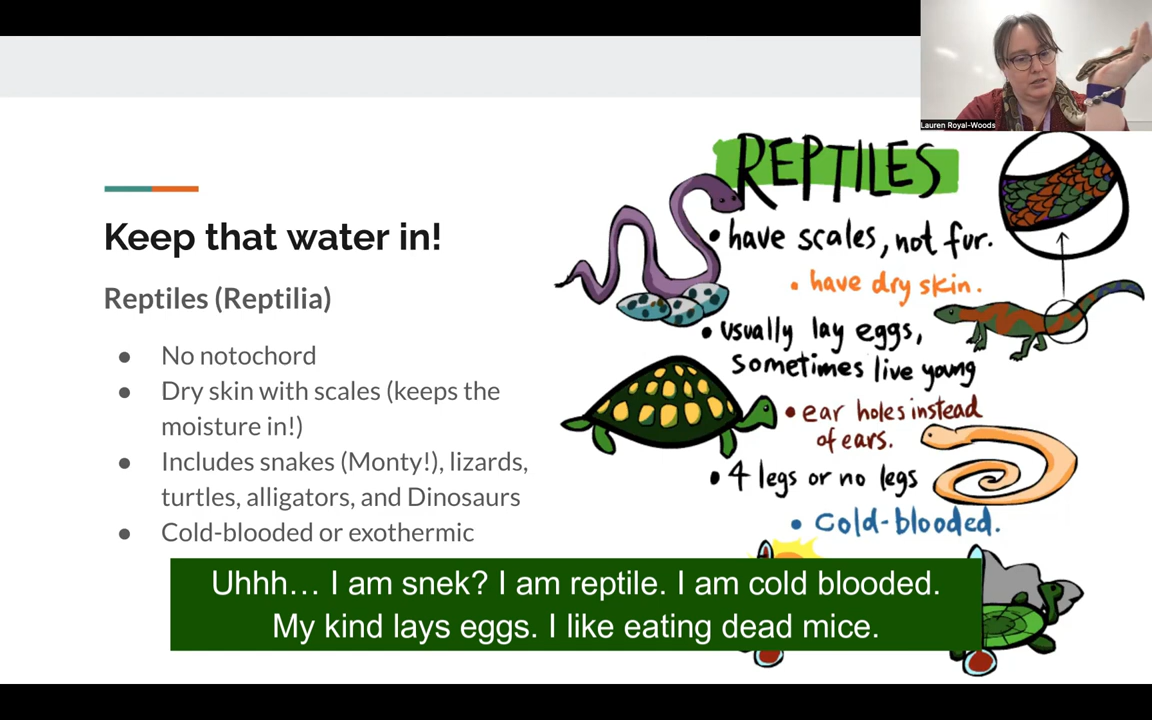 Lauren Royal-Woods
Keep that water in!
Reptiles (Reptilia)
● No notochord
● Dry skin with scales (keeps the
moisture in!)
● Includes snakes (Monty!), lizards,
turtles, alligators, and Dinosaurs
● Cold-blooded or exothermic
REPTILES
• have scales, not fur.
• have dry skin.
• usually lay eggs,
sometimes live young
• ear holes instead
of ears.
• 4 legs or no legs
• Cold-blooded.
Uhhh… I am snek? I am reptile. I am cold blooded.
My kind lays eggs. I like eating dead mice.